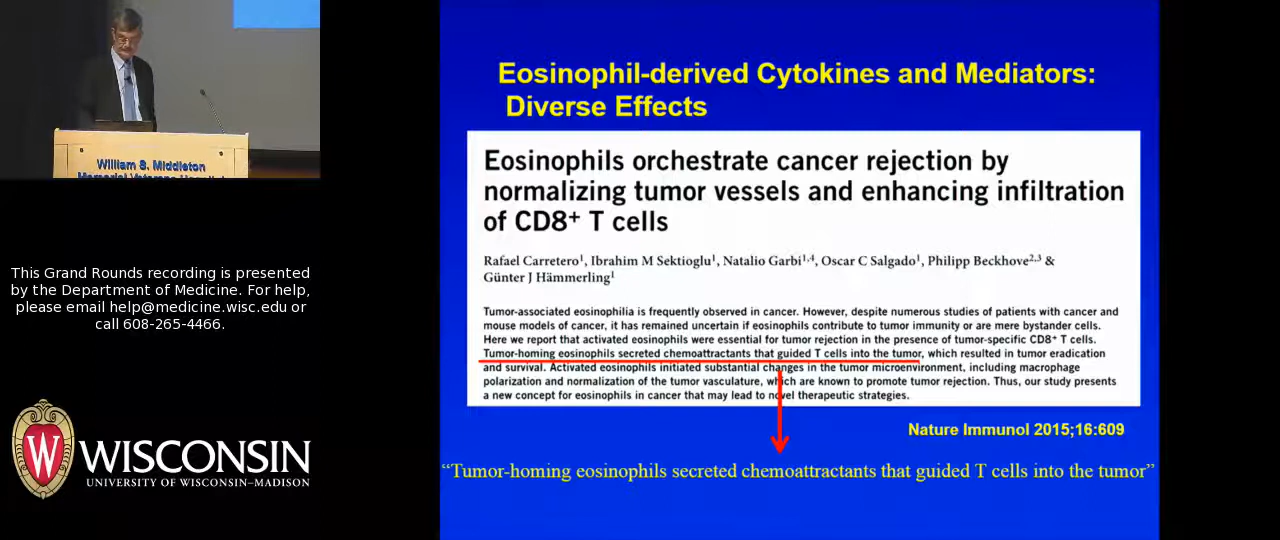 William S. Middleton
Memorial Veterans Hospital
This Grand Rounds recording is presented
by the Department of Medicine. For help,
please email help@medicine.wisc.edu or
call 608-265-4466.
W
WISCONSIN
UNIVERSITY OF WISCONSIN–MADISON
Eosinophil-derived Cytokines and Mediators:
Diverse Effects
Eosinophils orchestrate cancer rejection by
normalizing tumor vessels and enhancing infiltration
of CD8⁺ T cells
Rafael Carretero¹, Ibrahim M Sektioglu¹, Natalio Garbi¹,⁴, Oscar C Salgado¹, Philipp Beckhove²,³ &
Günter J Hämmerling¹
Tumor-associated eosinophilia is frequently observed in cancer. However, despite numerous studies of patients with cancer and
mouse models of cancer, it has remained uncertain if eosinophils contribute to tumor immunity or are mere bystander cells.
Here we report that activated eosinophils were essential for tumor rejection in the presence of tumor-specific CD8⁺ T cells.
Tumor-homing eosinophils secreted chemoattractants that guided T cells into the tumor, which resulted in tumor eradication
and survival. Activated eosinophils initiated substantial changes in the tumor microenvironment, including macrophage
polarization and normalization of the tumor vasculature, which are known to promote tumor rejection. Thus, our study presents
a new concept for eosinophils in cancer that may lead to novel therapeutic strategies.
Nature Immunol 2015;16:609
“Tumor-homing eosinophils secreted chemoattractants that guided T cells into the tumor”